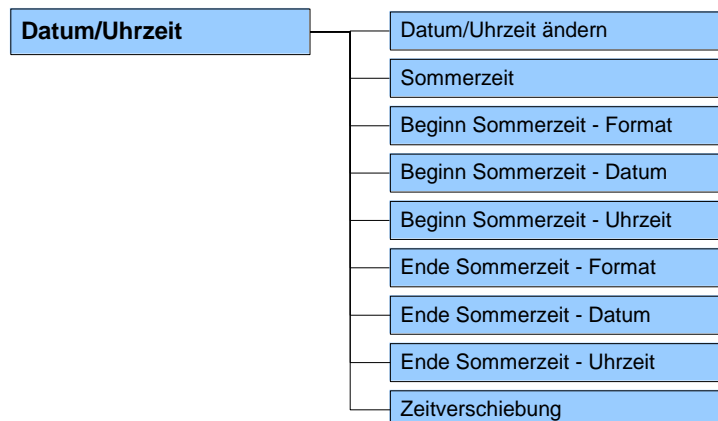 Datum/Uhrzeit
Datum/Uhrzeit ändern
Sommerzeit
Beginn Sommerzeit - Format
Beginn Sommerzeit - Datum
Beginn Sommerzeit - Uhrzeit
Ende Sommerzeit - Format
Ende Sommerzeit - Datum
Ende Sommerzeit - Uhrzeit
Zeitverschiebung